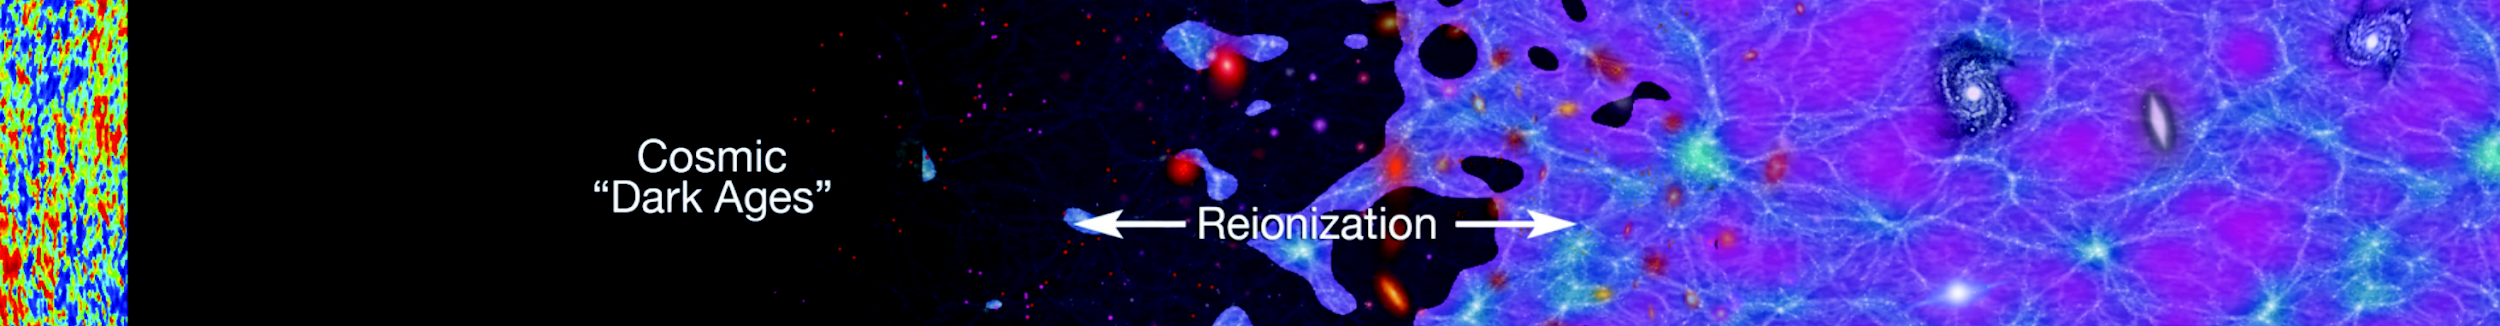 Cosmic
“Dark Ages”
Reionization